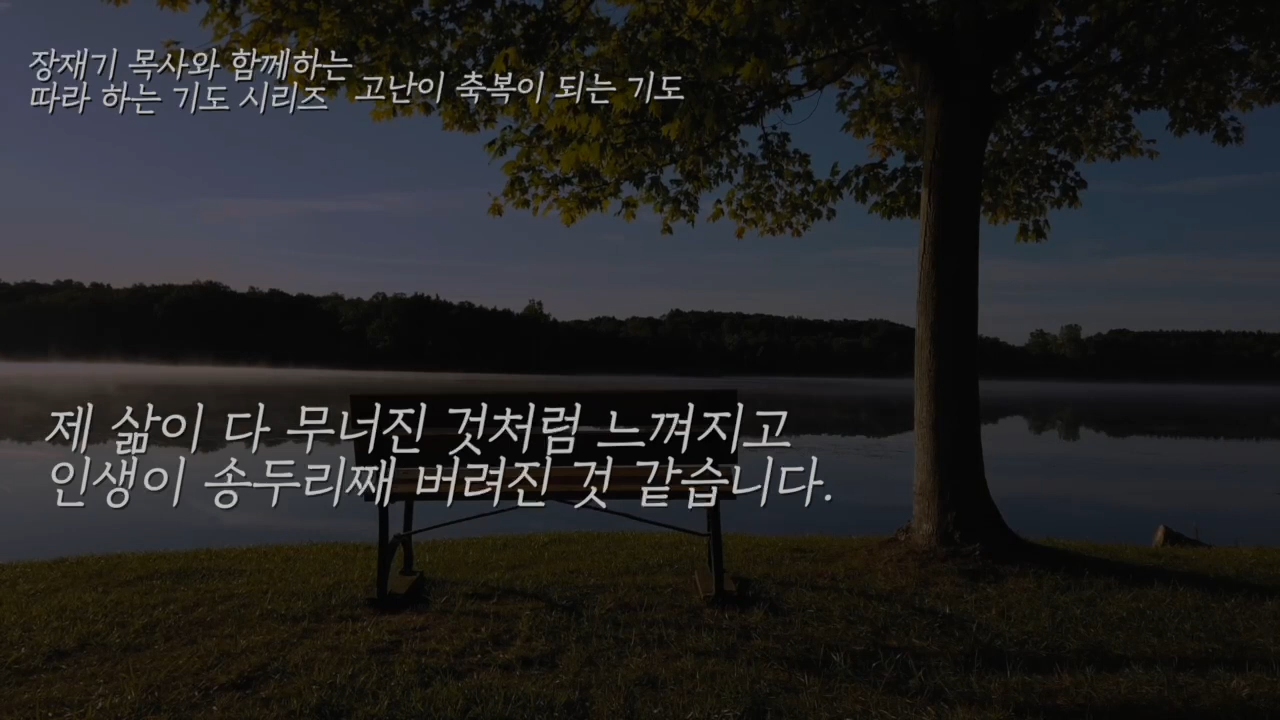 장재기 목사와 함께하는
따라 하는 기도 시리즈
고난이 축복이 되는 기도
제 삶이 다 무너진 것처럼 느껴지고
인생이 송두리째 버려진 것 같습니다.